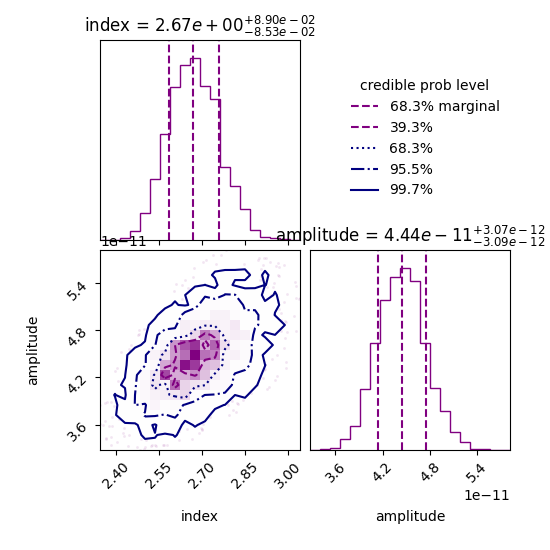 index = 2.67e+00 +8.90e−02 −8.53e−02
credible prob level
68.3% marginal
39.3%
68.3%
95.5%
99.7%
1e−11
amplitude = 4.44e−11 +3.07e−12 −3.09e−12
amplitude
5.4
4.8
4.2
3.6
2.40
2.55
2.70
2.85
3.00
index
3.6
4.2
4.8
5.4
1e−11
amplitude